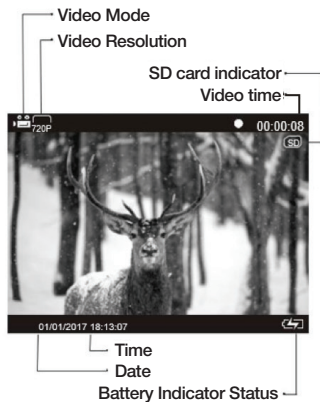 Video Mode
Video Resolution
SD card indicator
Video time
720P
00:00:08
SD
01/01/2017 18:13:07
Time
Date
Battery Indicator Status